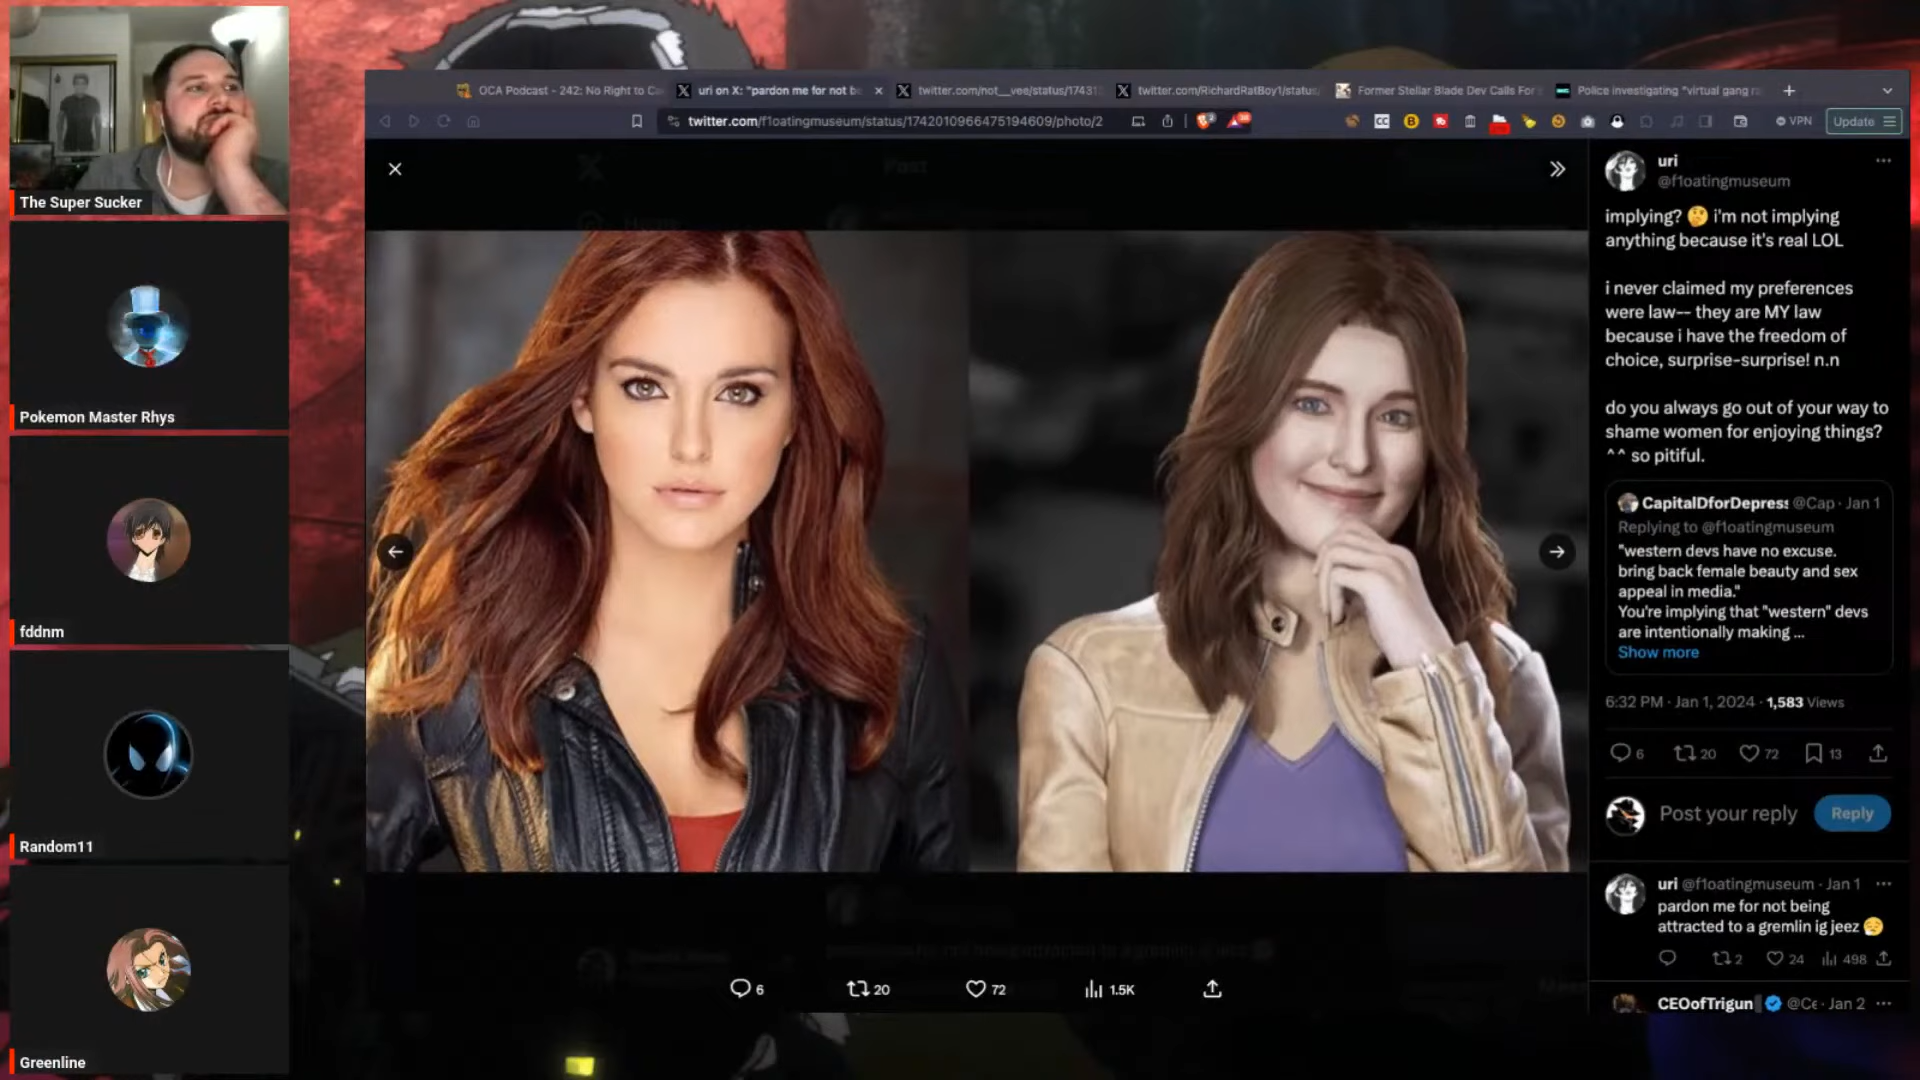 The Super Sucker
Pokemon Master Rhys
fddnm
Random11
Greenline
OCA Podcast - 242: No Right to Ca
uri on X: "pardon me for not b
twitter.com/not__vee/status/17431
twitter.com/RichardRatBoy1/status/
Former Stellar Blade Dev Calls For
Police investigating "virtual gang ra
twitter.com/f1oatingmuseum/status/1742010966475194609/photo/2
VPN
Update
Post
uri
@f1oatingmuseum
implying? 🤔 i'm not implying
anything because it's real LOL
i never claimed my preferences
were law-- they are MY law
because i have the freedom of
choice, surprise-surprise! n.n
do you always go out of your way to
shame women for enjoying things?
^^ so pitiful.
CapitalDforDepress @Cap · Jan 1
Replying to @f1oatingmuseum
"western devs have no excuse.
bring back female beauty and sex
appeal in media."
You're implying that "western" devs
are intentionally making ...
Show more
6:32 PM · Jan 1, 2024 · 1,583 Views
6 20 72 13
Post your reply
Reply
uri @f1oatingmuseum · Jan 1
pardon me for not being
attracted to a gremlin ig jeez 😮‍💨
2 24 498
CEOofTrigun @Ce · Jan 2
6 20 72 1.5K